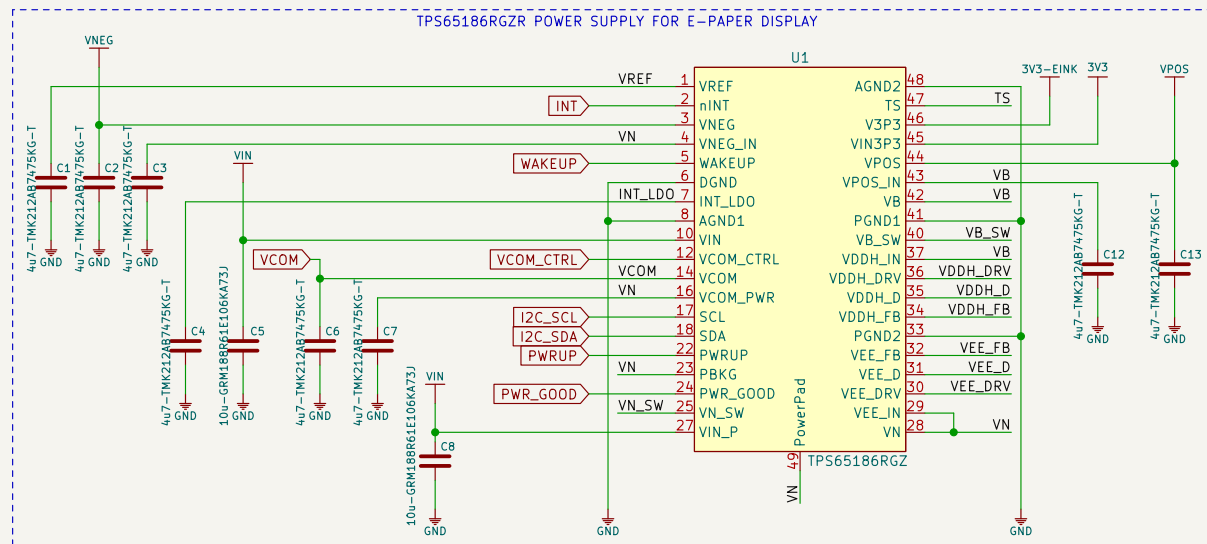 TPS65186RGZR POWER SUPPLY FOR E-PAPER DISPLAY
VNEG
U1
3V3-EINK
3V3
VPOS
VREF
1
VREF
INT
2
nINT
3
VNEG
VN
4
VNEG_IN
WAKEUP
5
WAKEUP
6
DGND
INT_LDO
7
INT_LDO
8
AGND1
10
VIN
VCOM_CTRL
12
VCOM_CTRL
VCOM
14
VCOM
VN
16
VCOM_PWR
I2C_SCL
17
SCL
I2C_SDA
18
SDA
PWRUP
22
PWRUP
VN
23
PBKG
PWR_GOOD
24
PWR_GOOD
VN_SW
25
VN_SW
27
VIN_P
AGND2
48
TS
47
TS
V3P3
46
VIN3P3
45
VPOS
44
VPOS_IN
43
VB
VB
42
VB
PGND1
41
VB_SW
40
VB_SW
VDDH_IN
37
VB
VDDH_DRV
36
VDDH_DRV
VDDH_D
35
VDDH_D
VDDH_FB
34
VDDH_FB
PGND2
33
VEE_FB
32
VEE_FB
VEE_D
31
VEE_D
VEE_DRV
30
VEE_DRV
VEE_IN
29
VN
28
VN
PowerPad
49
VN
TPS65186RGZ
C1
4u7-TMK212AB7475KG-T
GND
C2
4u7-TMK212AB7475KG-T
GND
C3
4u7-TMK212AB7475KG-T
GND
VIN
VCOM
C4
4u7-TMK212AB7475KG-T
GND
C5
10u-GRM188R61E106KA73J
GND
C6
4u7-TMK212AB7475KG-T
GND
C7
4u7-TMK212AB7475KG-T
GND
VIN
C8
10u-GRM188R61E106KA73J
GND
GND
GND
C12
4u7-TMK212AB7475KG-T
GND
C13
4u7-TMK212AB7475KG-T
GND